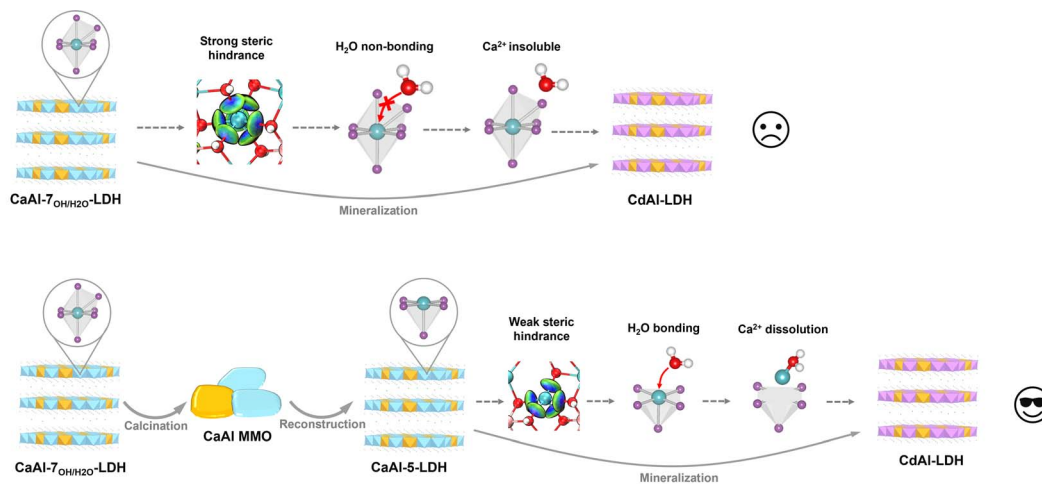 Strong steric
hindrance
H₂O non-bonding
Ca²⁺ insoluble
CaAl-7OH/H2O-LDH
Mineralization
CdAl-LDH
Weak steric
hindrance
H₂O bonding
Ca²⁺ dissolution
Calcination
CaAl MMO
Reconstruction
CaAl-7OH/H2O-LDH
CaAl-5-LDH
Mineralization
CdAl-LDH